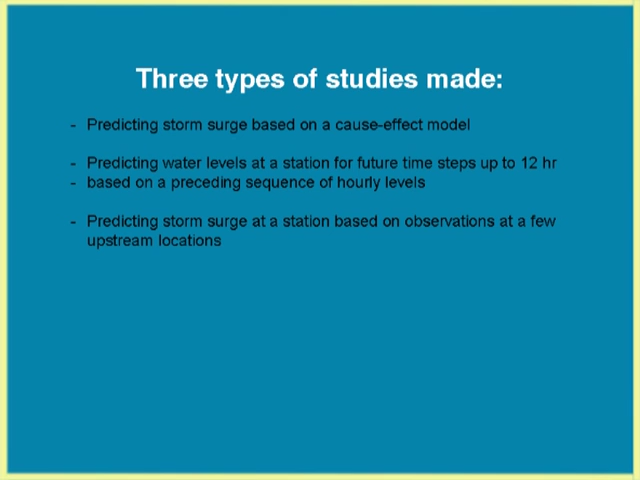 Three types of studies made:
- Predicting storm surge based on a cause-effect model
- Predicting water levels at a station for future time steps up to 12 hr
- based on a preceding sequence of hourly levels
- Predicting storm surge at a station based on observations at a few
upstream locations